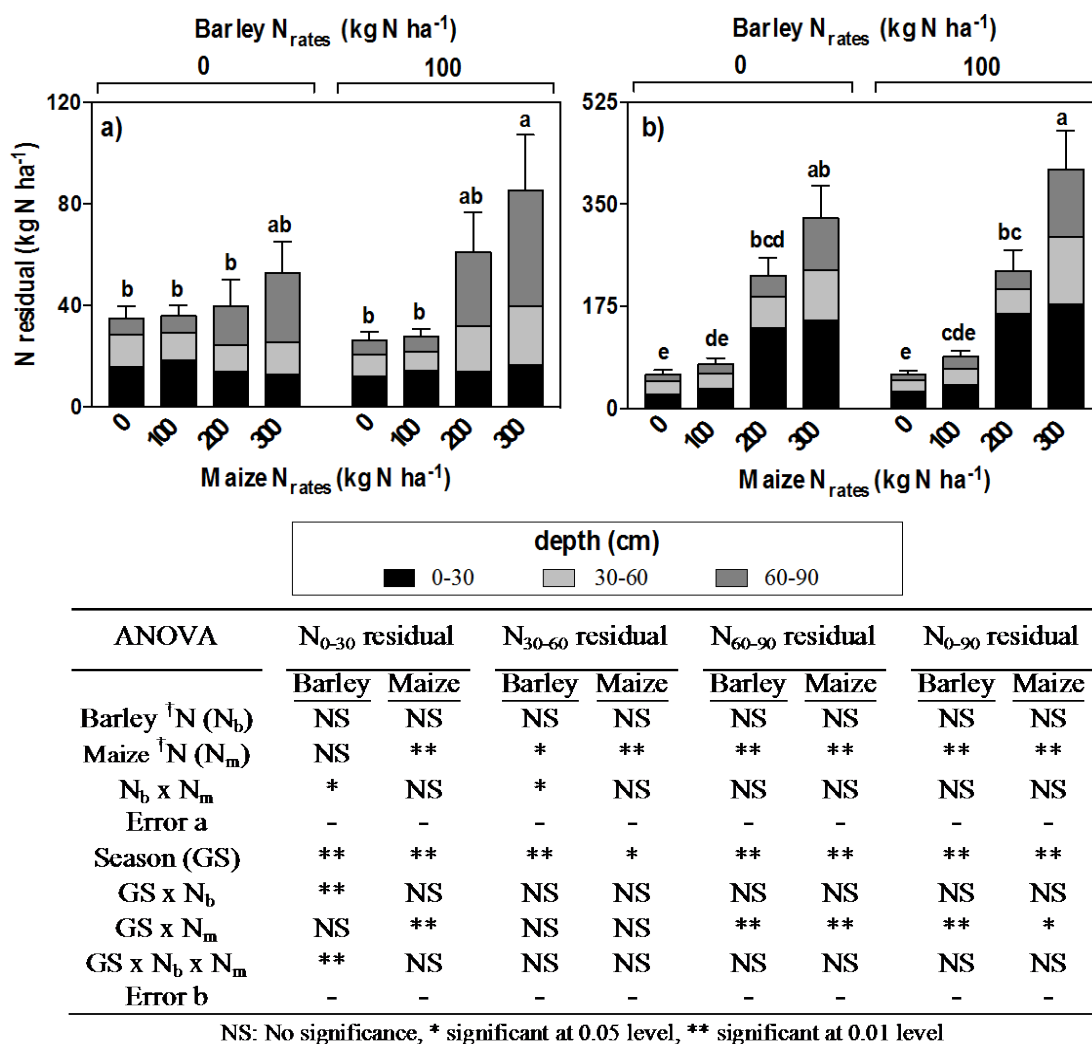 Barley Nrates (kg N ha-1) Barley Nrates (kg N ha-1)
0 100 0 100
120 525
a) b)
a a
ab ab
80 350
ab
bcd bc
b b b b b
40 175
e de e cde
0 0
N residual (kg N ha-1)
0 100 200 300 0 100 200 300 0 100 200 300 0 100 200 300
Maize Nrates (kg N ha-1) Maize Nrates (kg N ha-1)
depth (cm)
0-30 30-60 60-90
ANOVA N0-30 residual N30-60 residual N60-90 residual N0-90 residual
Barley Maize Barley Maize Barley Maize Barley Maize
Barley †N (Nb) NS NS NS NS NS NS NS NS
Maize †N (Nm) NS ** * ** ** ** ** **
Nb x Nm * NS * NS NS NS NS NS
Error a - - - - - - - -
Season (GS) ** ** ** * ** ** ** **
GS x Nb ** NS NS NS NS NS NS NS
GS x Nm NS ** NS NS ** ** ** *
GS x Nb x Nm ** NS NS NS NS NS NS NS
Error b - - - - - - - -
NS: No significance, * significant at 0.05 level, ** significant at 0.01 level